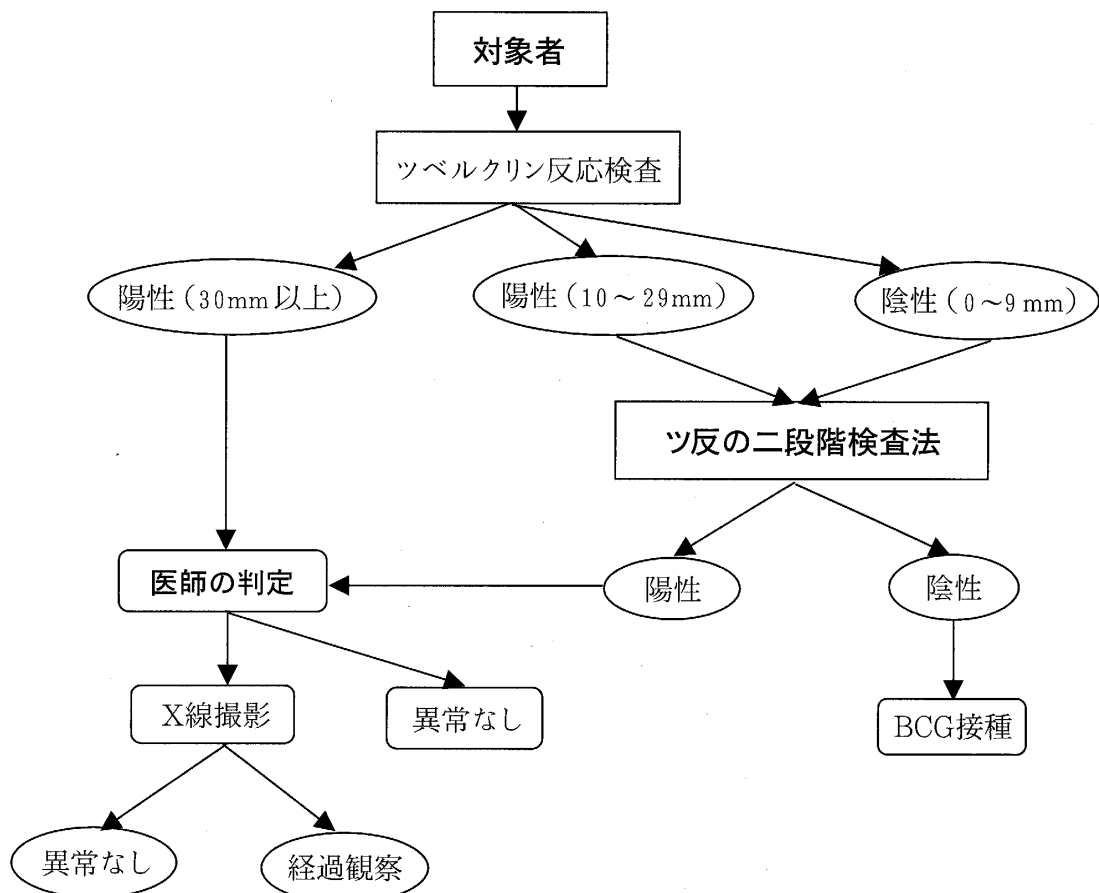 対象者
ツベルクリン反応検査
陽性（30mm以上）
陽性（10～29mm）
陰性（0～9mm）
ツ反の二段階検査法
医師の判定
陽性
陰性
X線撮影
異常なし
BCG接種
異常なし
経過観察